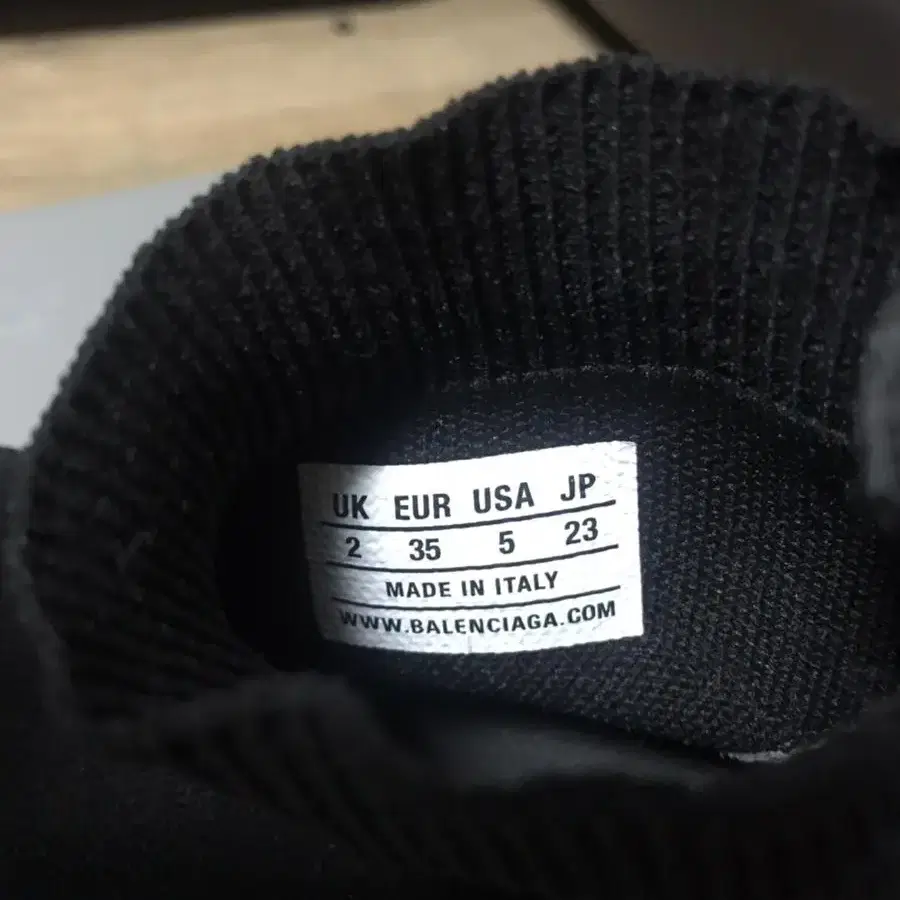 UK EUR USA JP
2 35 5 23
MADE IN ITALY
WWW.BALENCIAGA.COM